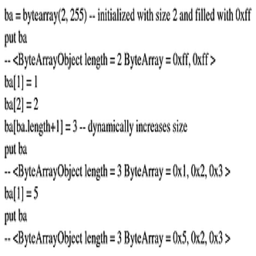 ba = bytearray(2, 255) -- initialized with size 2 and filled with 0xff
put ba
-- <ByteArrayObject length = 2 ByteArray = 0xff, 0xff >
ba[1] = 1
ba[2] = 2
ba[ba.length+1] = 3 -- dynamically increases size
put ba
-- <ByteArrayObject length = 3 ByteArray = 0x1, 0x2, 0x3 >
ba[1] = 5
put ba
-- <ByteArrayObject length = 3 ByteArray = 0x5, 0x2, 0x3 >